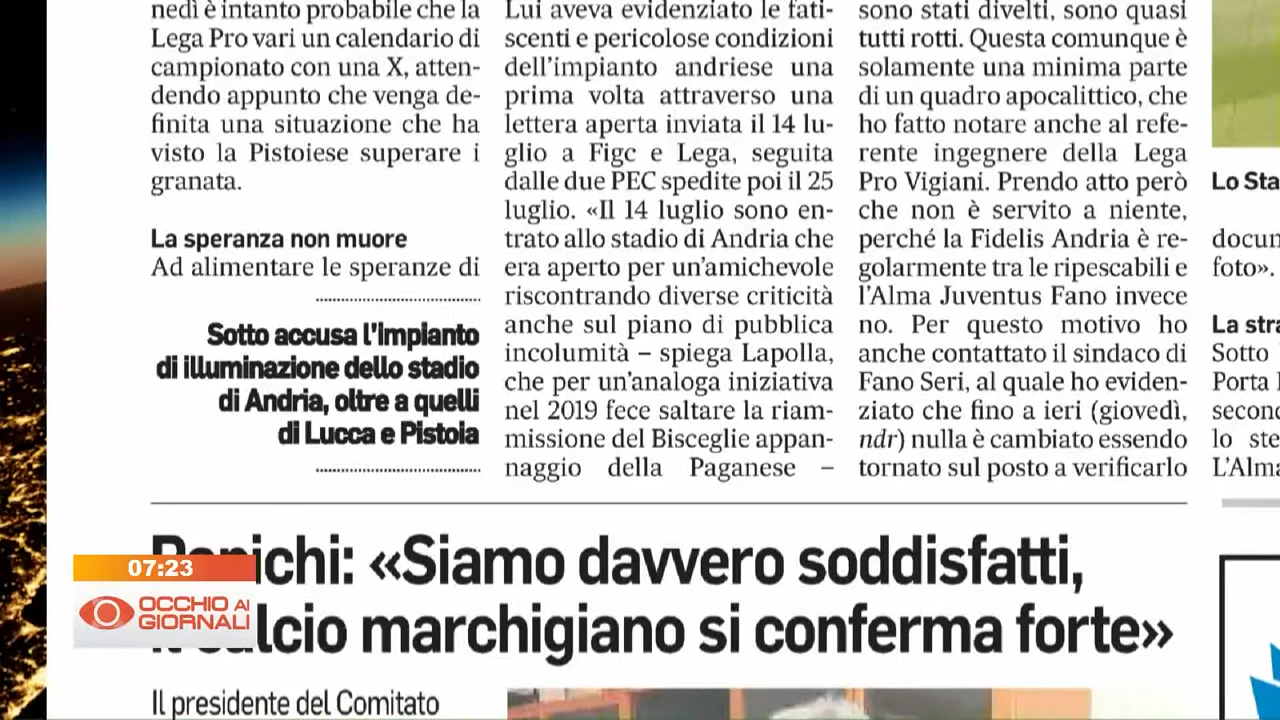 nedì è intanto probabile che la
Lega Pro vari un calendario di
campionato con una X, atten-
dendo appunto che venga de-
finita una situazione che ha
visto la Pistoiese superare i
granata.
La speranza non muore
Ad alimentare le speranze di
Sotto accusa l'impianto
di illuminazione dello stadio
di Andria, oltre a quelli
di Lucca e Pistoia
Lui aveva evidenziato le fati-
scenti e pericolose condizioni
dell'impianto andriese una
prima volta attraverso una
lettera aperta inviata il 14 lu-
glio a Figc e Lega, seguita
dalle due PEC spedite poi il 25
luglio. «Il 14 luglio sono en-
trato allo stadio di Andria che
era aperto per un'amichevole
riscontrando diverse criticità
anche sul piano di pubblica
incolumità – spiega Lapolla,
che per un'analoga iniziativa
nel 2019 fece saltare la riam-
missione del Bisceglie appan-
naggio della Paganese –
sono stati divelti, sono quasi
tutti rotti. Questa comunque è
solamente una minima parte
di un quadro apocalittico, che
ho fatto notare anche al refe-
rente ingegnere della Lega
Pro Vigiani. Prendo atto però
che non è servito a niente,
perché la Fidelis Andria è re-
golarmente tra le ripescabili e
l'Alma Juventus Fano invece
no. Per questo motivo ho
anche contattato il sindaco di
Fano Seri, al quale ho eviden-
ziato che fino a ieri (giovedì,
ndr) nulla è cambiato essendo
tornato sul posto a verificarlo
Lo Sta
docum
foto».
La stra
Sotto
Porta
second
lo ste
L'Alma
ichi: «Siamo davvero soddisfatti,
lcio marchigiano si conferma forte»
Il presidente del Comitato
07:23
OCCHIO AI
GIORNALI